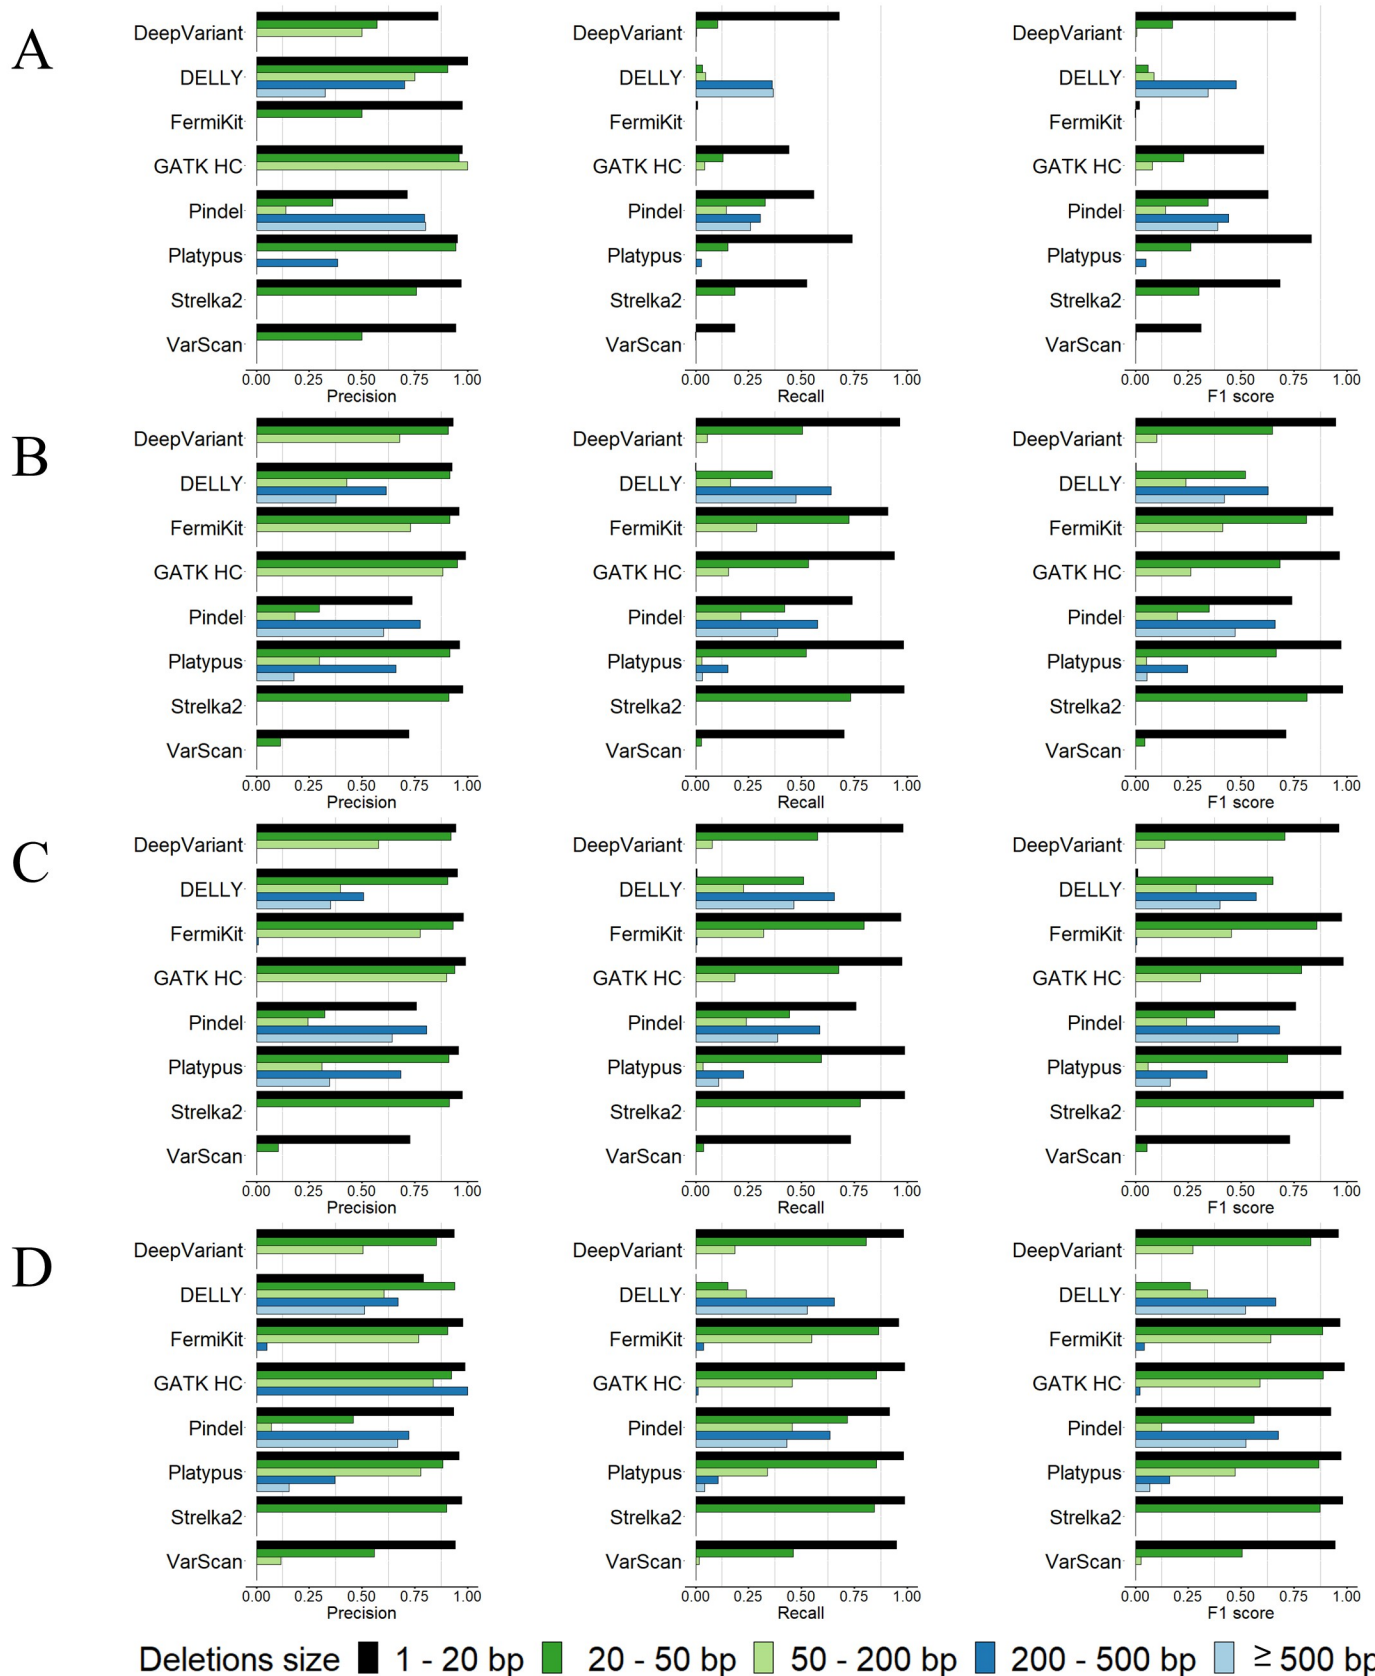 A
DeepVariant DeepVariant DeepVariant
DELLY DELLY DELLY
FermiKit FermiKit FermiKit
GATK HC GATK HC GATK HC
Pindel Pindel Pindel
Platypus Platypus Platypus
Strelka2 Strelka2 Strelka2
VarScan VarScan VarScan
0.00 0.25 0.50 0.75 1.00 0.00 0.25 0.50 0.75 1.00 0.00 0.25 0.50 0.75 1.00
Precision Recall F1 score
B
DeepVariant DeepVariant DeepVariant
DELLY DELLY DELLY
FermiKit FermiKit FermiKit
GATK HC GATK HC GATK HC
Pindel Pindel Pindel
Platypus Platypus Platypus
Strelka2 Strelka2 Strelka2
VarScan VarScan VarScan
0.00 0.25 0.50 0.75 1.00 0.00 0.25 0.50 0.75 1.00 0.00 0.25 0.50 0.75 1.00
Precision Recall F1 score
C
DeepVariant DeepVariant DeepVariant
DELLY DELLY DELLY
FermiKit FermiKit FermiKit
GATK HC GATK HC GATK HC
Pindel Pindel Pindel
Platypus Platypus Platypus
Strelka2 Strelka2 Strelka2
VarScan VarScan VarScan
0.00 0.25 0.50 0.75 1.00 0.00 0.25 0.50 0.75 1.00 0.00 0.25 0.50 0.75 1.00
Precision Recall F1 score
D
DeepVariant DeepVariant DeepVariant
DELLY DELLY DELLY
FermiKit FermiKit FermiKit
GATK HC GATK HC GATK HC
Pindel Pindel Pindel
Platypus Platypus Platypus
Strelka2 Strelka2 Strelka2
VarScan VarScan VarScan
0.00 0.25 0.50 0.75 1.00 0.00 0.25 0.50 0.75 1.00 0.00 0.25 0.50 0.75 1.00
Precision Recall F1 score
Deletions size 1 - 20 bp 20 - 50 bp 50 - 200 bp 200 - 500 bp ≥ 500 bp